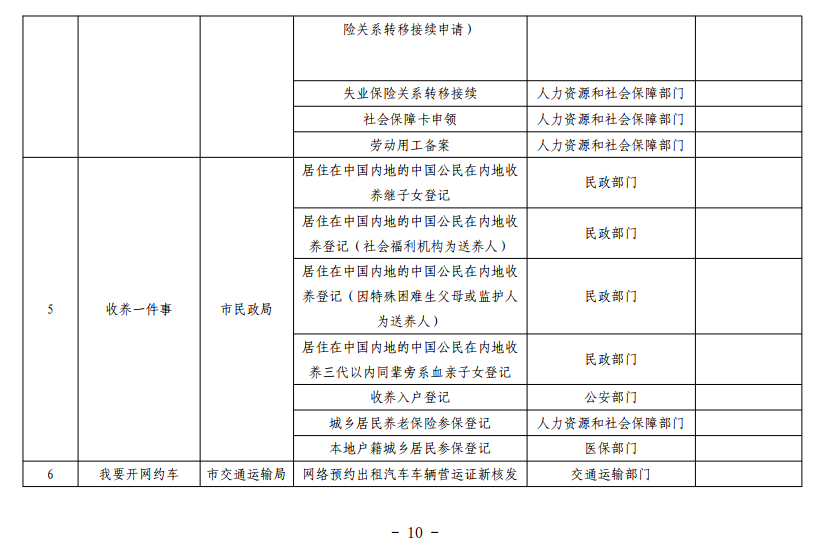 险关系转移接续申请）
失业保险关系转移接续 人力资源和社会保障部门
社会保障卡申领 人力资源和社会保障部门
劳动用工备案 人力资源和社会保障部门
居住在中国内地的中国公民在内地收
养继子女登记
民政部门
居住在中国内地的中国公民在内地收
养登记（社会福利机构为送养人）
民政部门
5 收养一件事 市民政局
居住在中国内地的中国公民在内地收
养登记（因特殊困难生父母或监护人
为送养人）
民政部门
居住在中国内地的中国公民在内地收
养三代以内同辈旁系血亲子女登记
民政部门
收养入户登记 公安部门
城乡居民养老保险参保登记 人力资源和社会保障部门
本地户籍城乡居民参保登记 医保部门
6 我要开网约车 市交通运输局 网络预约出租汽车车辆营运证新核发 交通运输部门
－ 10 －